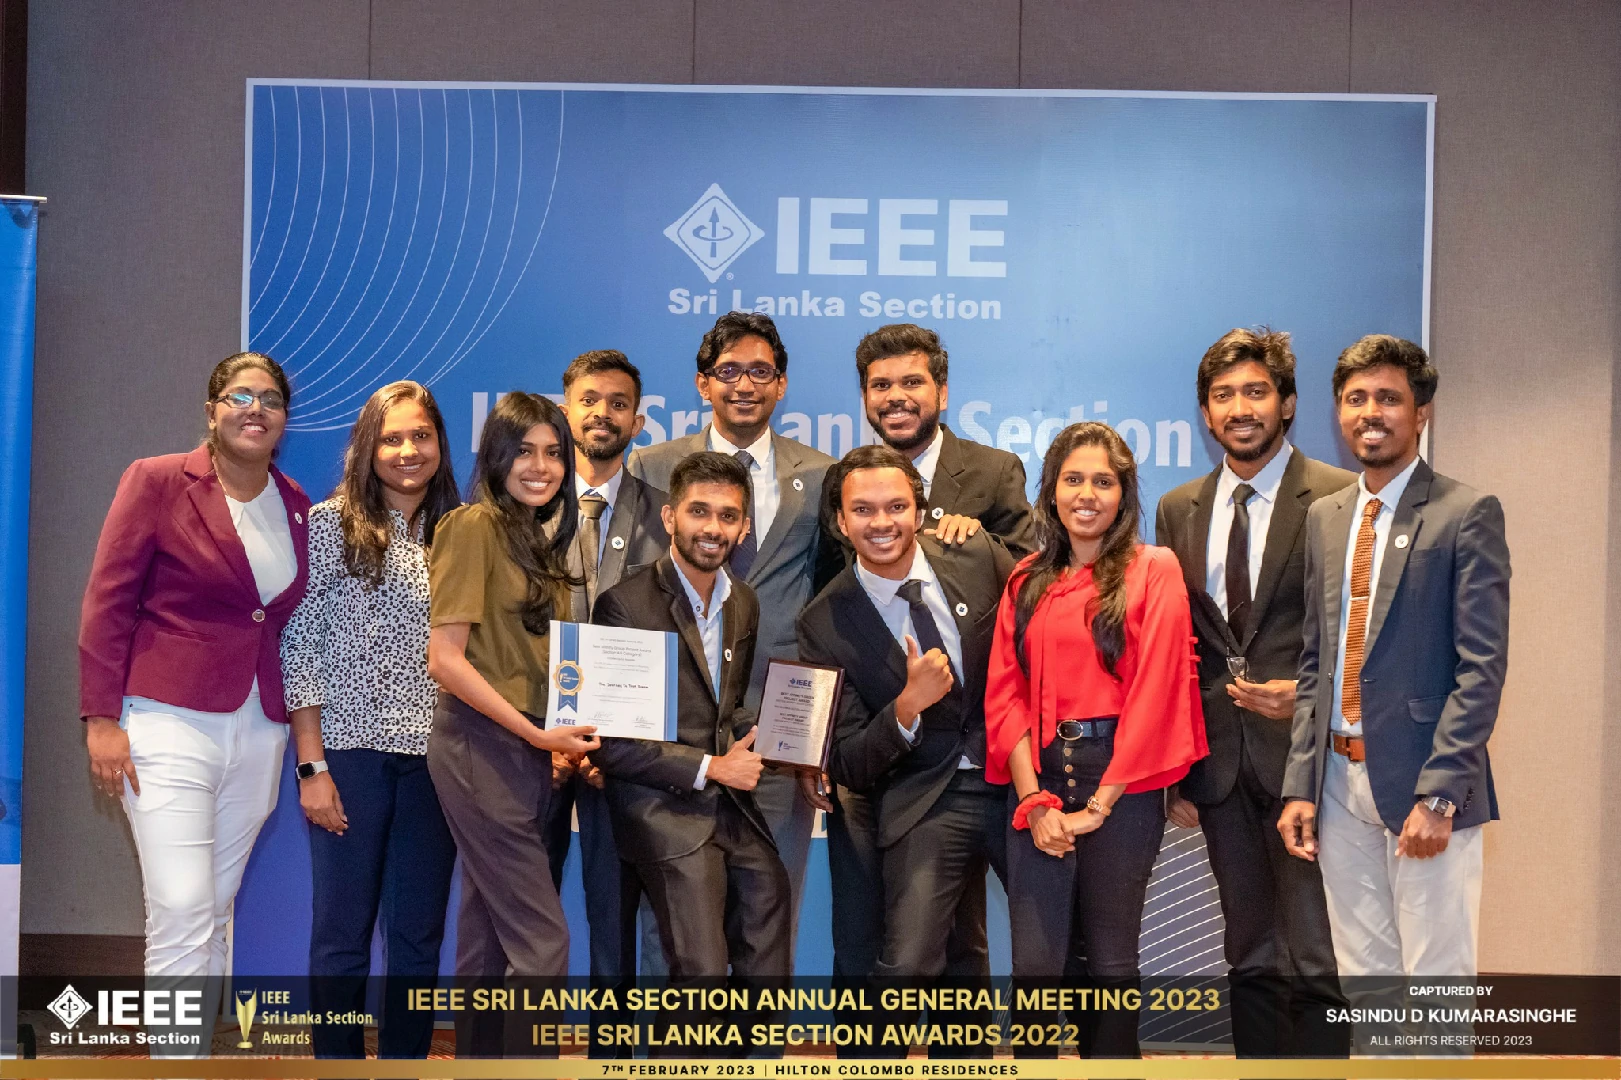 IEEE
Sri Lanka Section
Sri Lanka Section
IEEE
IEEE
IEEE
Sri Lanka Section
IEEE
Sri Lanka Section
Awards
IEEE SRI LANKA SECTION ANNUAL GENERAL MEETING 2023
IEEE SRI LANKA SECTION AWARDS 2022
CAPTURED BY
SASINDU D KUMARASINGHE
ALL RIGHTS RESERVED 2023
7TH FEBRUARY 2023 | HILTON COLOMBO RESIDENCES